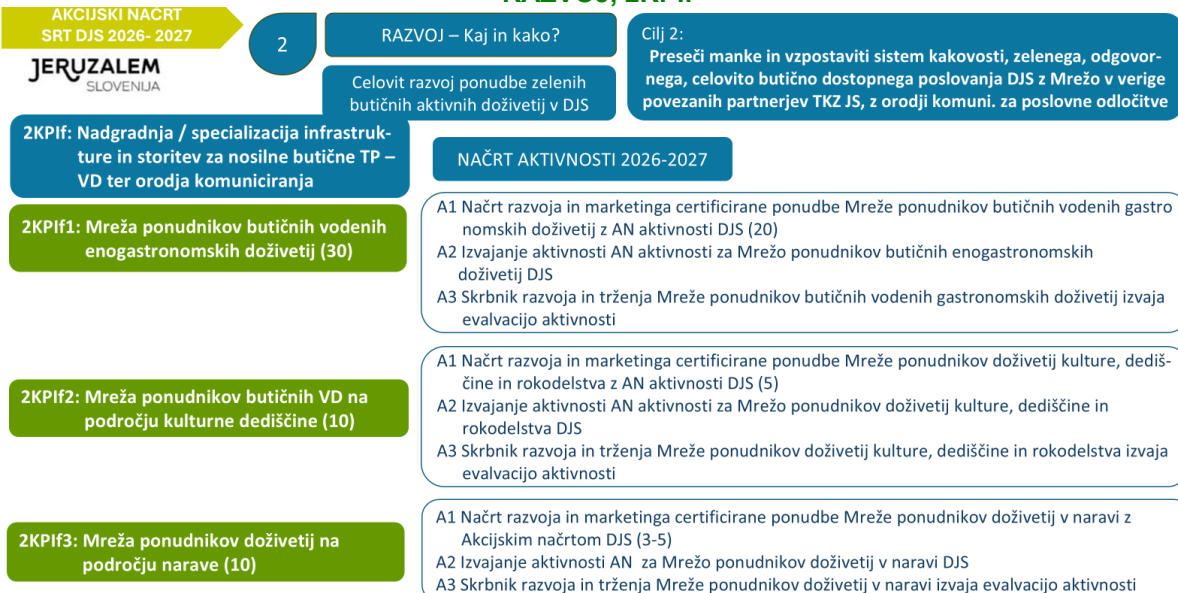 RAZVOJ, 2KPIf
AKCIJSKI NAČRT
SRT DJS 2026- 2027
JERUZALEM
SLOVENIJA
2
RAZVOJ – Kaj in kako?
Celovit razvoj ponudbe zelenih
butičnih aktivnih doživetij v DJS
Cilj 2:
Preseči manke in vzpostaviti sistem kakovosti, zelenega, odgovor-
nega, celovito butično dostopnega poslovanja DJS z Mrežo v verige
povezanih partnerjev TKZ JS, z orodji komuni. za poslovne odločitve
2KPIf: Nadgradnja / specializacija infrastruk-
ture in storitev za nosilne butične TP –
VD ter orodja komuniciranja
NAČRT AKTIVNOSTI 2026-2027
2KPIf1: Mreža ponudnikov butičnih vodenih
enogastronomskih doživetij (30)
A1 Načrt razvoja in marketinga certificirane ponudbe Mreže ponudnikov butičnih vodenih gastro
nomskih doživetij z AN aktivnosti DJS (20)
A2 Izvajanje aktivnosti AN aktivnosti za Mrežo ponudnikov butičnih enogastronomskih
doživetij DJS
A3 Skrbnik razvoja in trženja Mreže ponudnikov butičnih vodenih gastronomskih doživetij izvaja
evalvacijo aktivnosti
2KPIf2: Mreža ponudnikov butičnih VD na
področju kulturne dediščine (10)
A1 Načrt razvoja in marketinga certificirane ponudbe Mreže ponudnikov doživetij kulture, dediš-
čine in rokodelstva z AN aktivnosti DJS (5)
A2 Izvajanje aktivnosti AN aktivnosti za Mrežo ponudnikov doživetij kulture, dediščine in
rokodelstva DJS
A3 Skrbnik razvoja in trženja Mreže ponudnikov doživetij kulture, dediščine in rokodelstva izvaja
evalvacijo aktivnosti
2KPIf3: Mreža ponudnikov doživetij na
področju narave (10)
A1 Načrt razvoja in marketinga certificirane ponudbe Mreže ponudnikov doživetij v naravi z
Akcijskim načrtom DJS (3-5)
A2 Izvajanje aktivnosti AN za Mrežo ponudnikov doživetij v naravi DJS
A3 Skrbnik razvoja in trženja Mreže ponudnikov doživetij v naravi izvaja evalvacijo aktivnosti